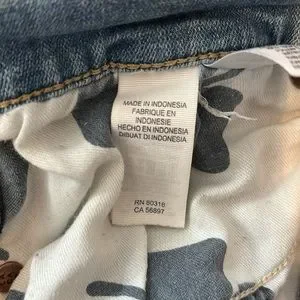 MADE IN INDONESIA
FABRIQUE EN
INDONESIE
HECHO EN INDONESIA
DIBUAT DI INDONESIA
RN 80318
CA 56897